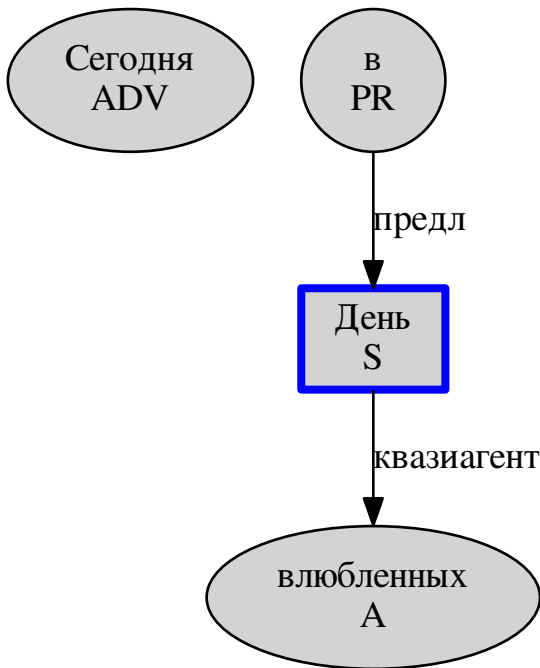 Сегодня
ADV
в
PR
предл
День
S
квазиагент
влюбленных
A